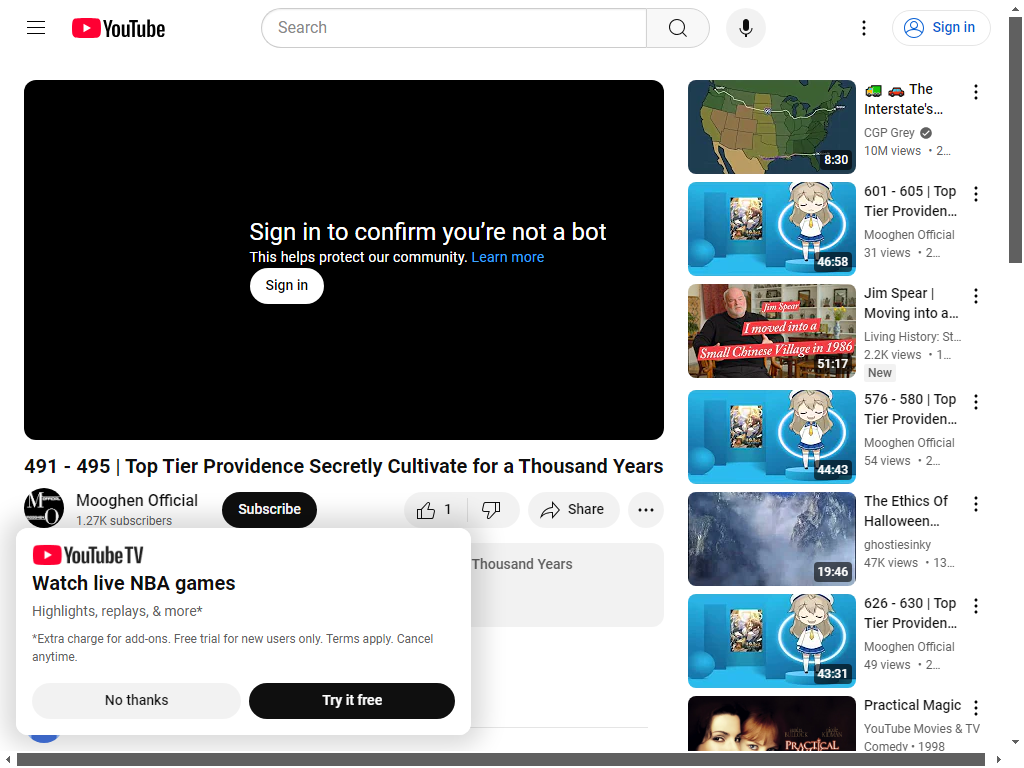 YouTube
Search
Sign in
Sign in to confirm you’re not a bot
This helps protect our community. Learn more
Sign in
491 - 495 | Top Tier Providence Secretly Cultivate for a Thousand Years
Mooghen Official
1.27K subscribers
Subscribe
1
Share
Thousand Years
YouTube TV
Watch live NBA games
Highlights, replays, & more*
*Extra charge for add-ons. Free trial for new users only. Terms apply. Cancel
anytime.
No thanks
Try it free
8:30
The
Interstate's...
CGP Grey
10M views • 2...
46:58
601 - 605 | Top
Tier Providen...
Mooghen Official
31 views • 2...
Jim Spear
I moved into a
Small Chinese Village in 1986
51:17
Jim Spear |
Moving into a...
Living History: St...
2.2K views • 1...
New
44:43
576 - 580 | Top
Tier Providen...
Mooghen Official
54 views • 2...
19:46
The Ethics Of
Halloween...
ghostiesinky
47K views • 13...
43:31
626 - 630 | Top
Tier Providen...
Mooghen Official
49 views • 2...
PRACTICAL
Practical Magic
YouTube Movies & TV
Comedy • 1998